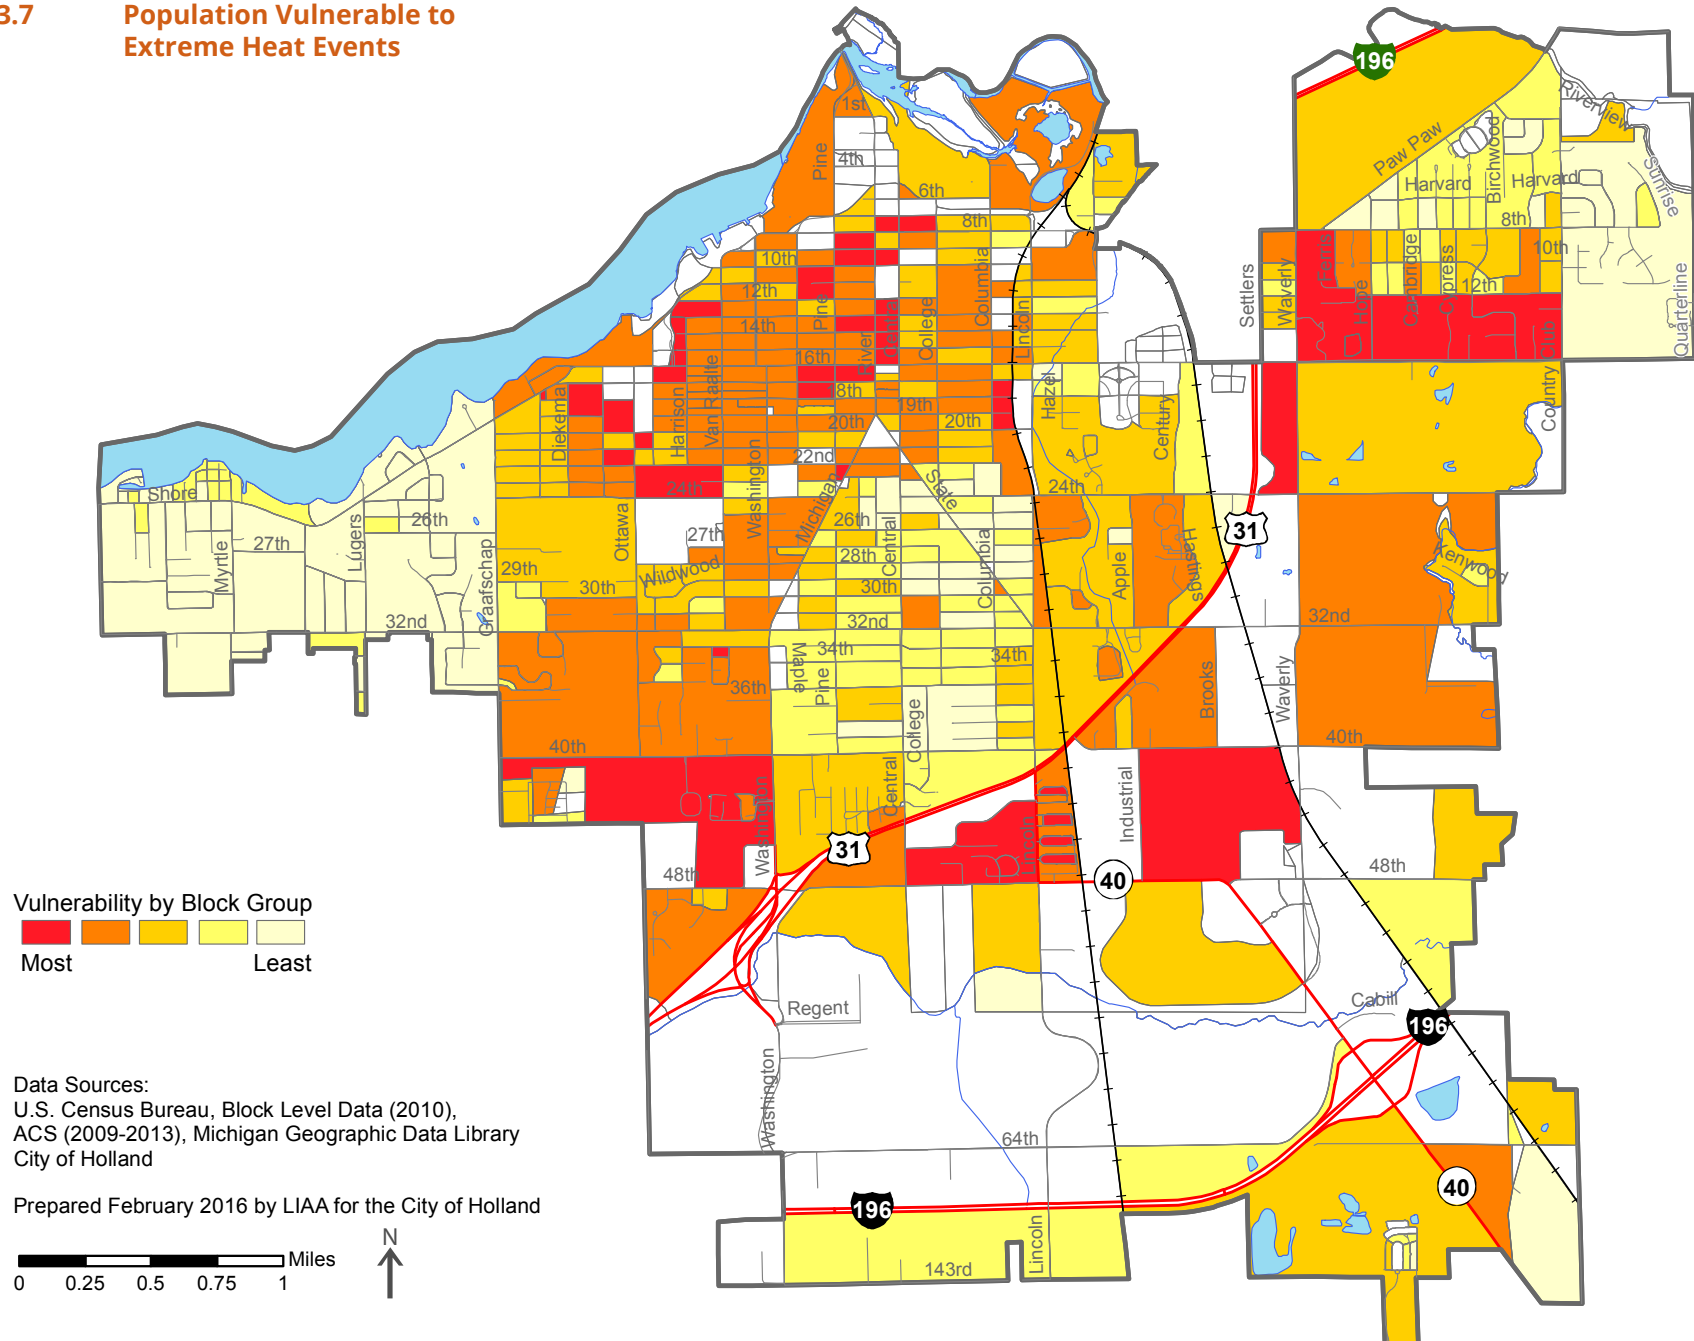 3.7 Population Vulnerable to
Extreme Heat Events
196
Riverview
1st
Pine
4th
Paw Paw
Birchwood
Harvard
Harvard
Sunrise
6th
8th
8th
10th
10th
12th
12th
Settlers
Waverly
Ferris
Hope
Cambridge
Cypress
Club
Quarterline
Pine
River
Central
College
Columbia
Lincoln
14th
16th
18th
19th
20th
20th
Diekema
Harrison
Van Raalte
Hazel
Century
Country
22nd
24th
24th
Washington
Michigan
State
Shore
26th
26th
27th
27th
Myrtle
Lugers
Graafschap
Ottawa
Wildwood
28th
29th
30th
30th
Central
Columbia
Apple
Hastings
31
Kenwood
32nd
32nd
32nd
34th
34th
Maple
Pine
36th
College
Brooks
Waverly
40th
40th
Washington
Central
Lincoln
Industrial
31
48th
48th
40
Vulnerability by Block Group
Most Least
Regent
Cabill
196
Washington
64th
Data Sources:
U.S. Census Bureau, Block Level Data (2010),
ACS (2009-2013), Michigan Geographic Data Library
City of Holland
Prepared February 2016 by LIAA for the City of Holland
196
40
Lincoln
143rd
N
Miles
0 0.25 0.5 0.75 1